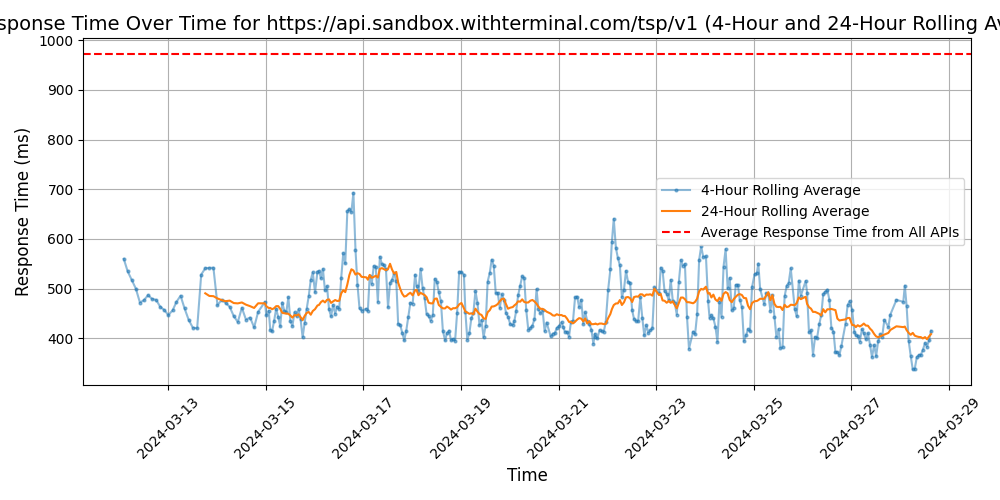 sponse Time Over Time for https://api.sandbox.withterminal.com/tsp/v1 (4-Hour and 24-Hour Rolling Av
1000
900
800
700
600
500
400
Response Time (ms)
4-Hour Rolling Average
24-Hour Rolling Average
Average Response Time from All APIs
2024-03-13
2024-03-15
2024-03-17
2024-03-19
2024-03-21
2024-03-23
2024-03-25
2024-03-27
2024-03-29
Time